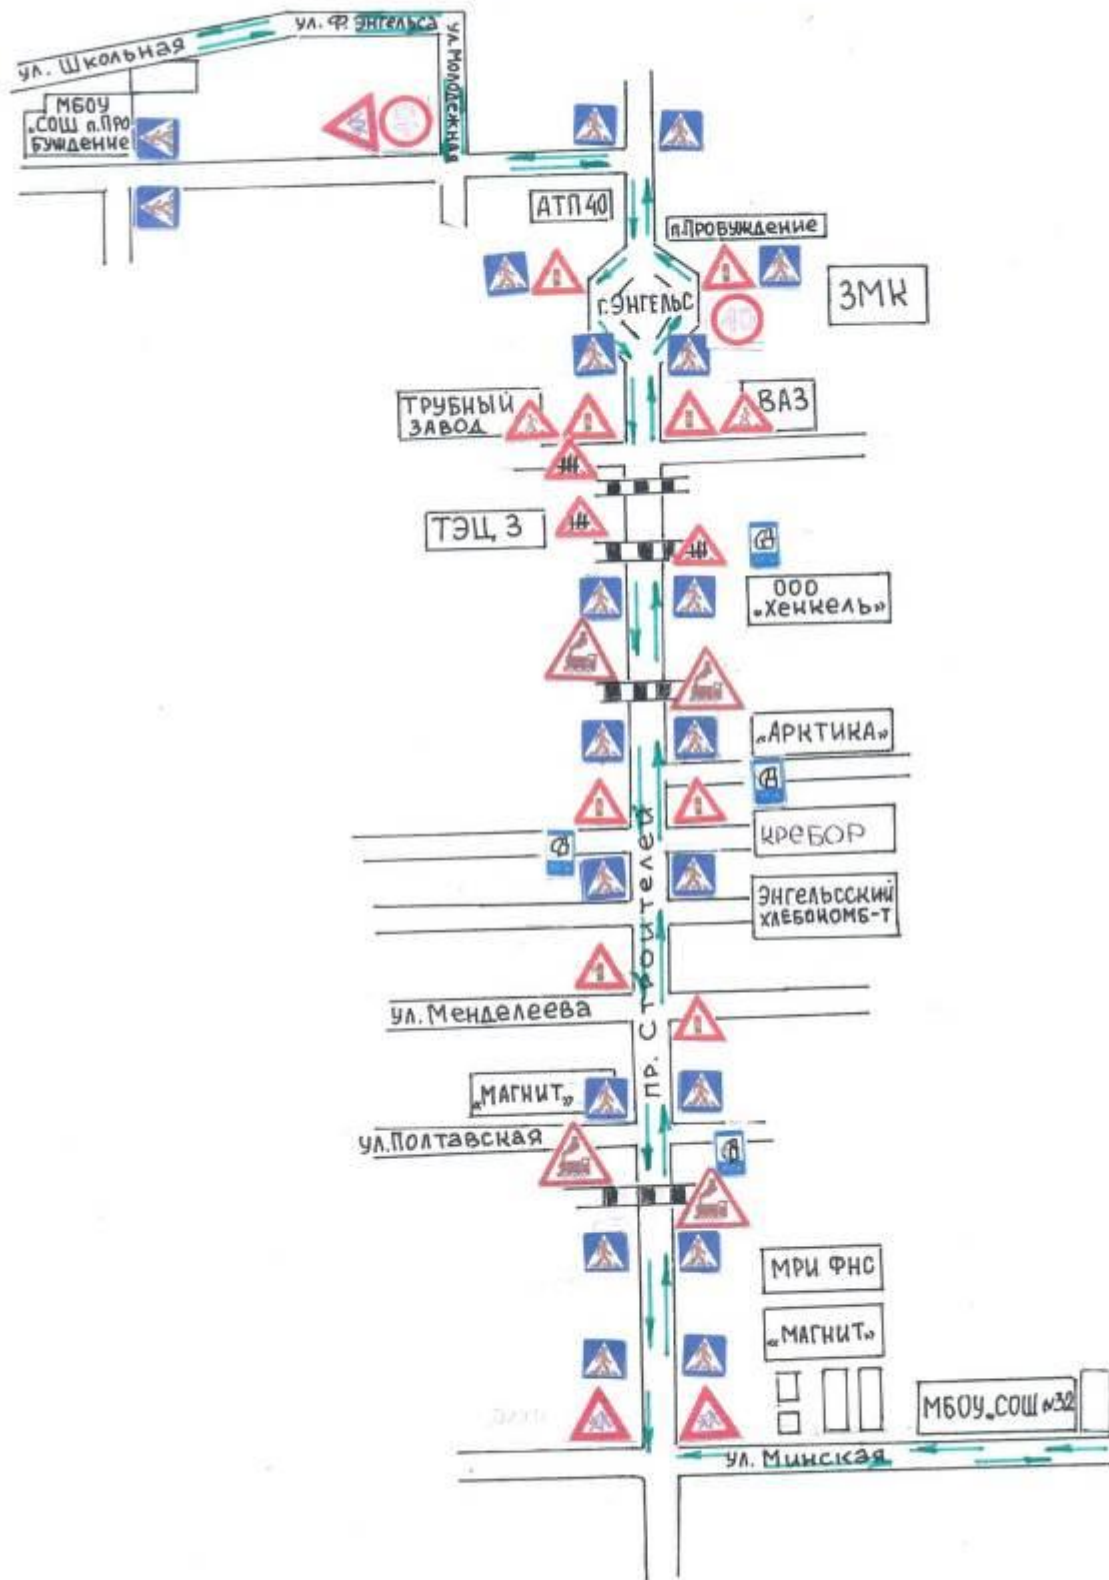 ул. Школьная
ул. Ф. Энгельса
ул. Молодежная
МБОУ
„СОШ п.Про
буждение
АТП 40
п.Пробуждение
г. Энгельс
ЗМК
40
Трубный
завод
ВАЗ
ТЭЦ 3
ООО
„Хенкель»
„Арктика»
Кребор
Энгельсский
хлебокомб-т
пр. Строителей
ул. Менделеева
„Магнит»
ул. Полтавская
МРИ ФНС
„Магнит»
МБОУ „СОШ №32
ул. Минская